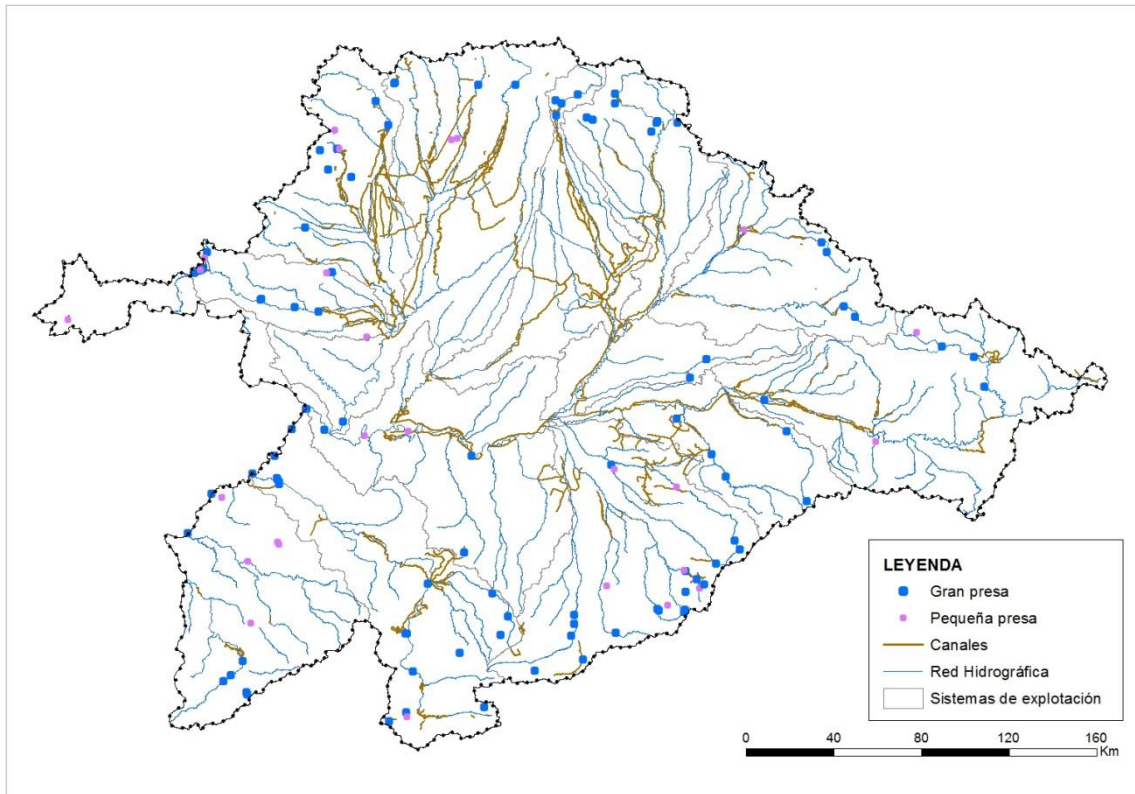 LEYENDA
Gran presa
Pequeña presa
Canales
Red Hidrográfica
Sistemas de explotación
0 40 80 120 160
Km